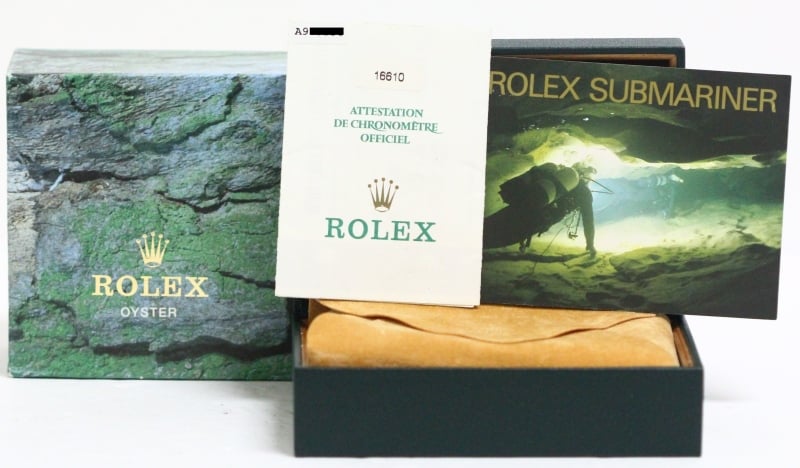 A9
16610
ATTESTATION
DE CHRONOMÈTRE
OFFICIEL
ROLEX
ROLEX SUBMARINER
ROLEX
OYSTER